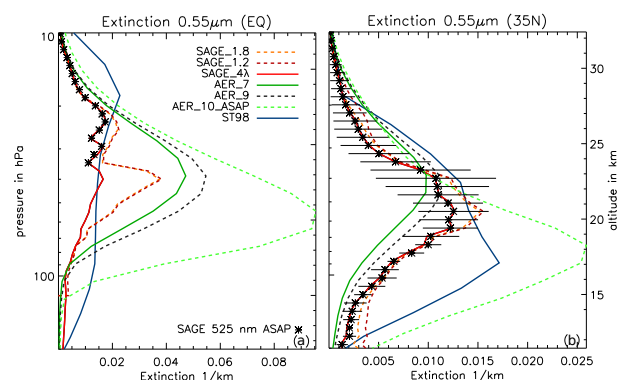 Extinction 0.55μm (EQ)
Extinction 0.55μm (35N)
10
100
pressure in hPa
SAGE_1.8
SAGE_1.2
SAGE_4λ
AER_7
AER_9
AER_10_ASAP
ST98
SAGE 525 nm ASAP
(a)
0.02 0.04 0.06 0.08
Extinction 1/km
30
25
20
15
altitude in km
(b)
0.005 0.010 0.015 0.020 0.025
Extinction 1/km